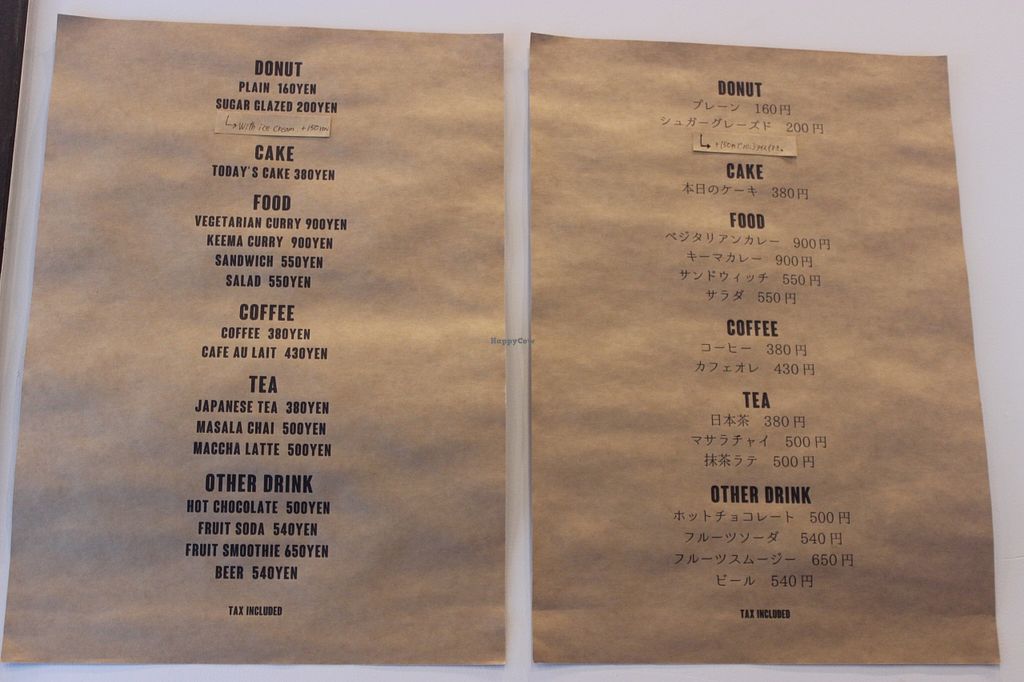 DONUT
PLAIN 160YEN
SUGAR GLAZED 200YEN
↳ With ice cream +150yen
CAKE
TODAY'S CAKE 380YEN
FOOD
VEGETARIAN CURRY 900YEN
KEEMA CURRY 900YEN
SANDWICH 550YEN
SALAD 550YEN
COFFEE
COFFEE 380YEN
CAFE AU LAIT 430YEN
TEA
JAPANESE TEA 380YEN
MASALA CHAI 500YEN
MACCHA LATTE 500YEN
OTHER DRINK
HOT CHOCOLATE 500YEN
FRUIT SODA 540YEN
FRUIT SMOOTHIE 650YEN
BEER 540YEN
TAX INCLUDED
HappyCow
DONUT
プレーン 160円
シュガーグレーズド 200円
↳ +150円で
CAKE
本日のケーキ 380円
FOOD
ベジタリアンカレー 900円
キーマカレー 900円
サンドウィッチ 550円
サラダ 550円
COFFEE
コーヒー 380円
カフェオレ 430円
TEA
日本茶 380円
マサラチャイ 500円
抹茶ラテ 500円
OTHER DRINK
ホットチョコレート 500円
フルーツソーダ 540円
フルーツスムージー 650円
ビール 540円
TAX INCLUDED